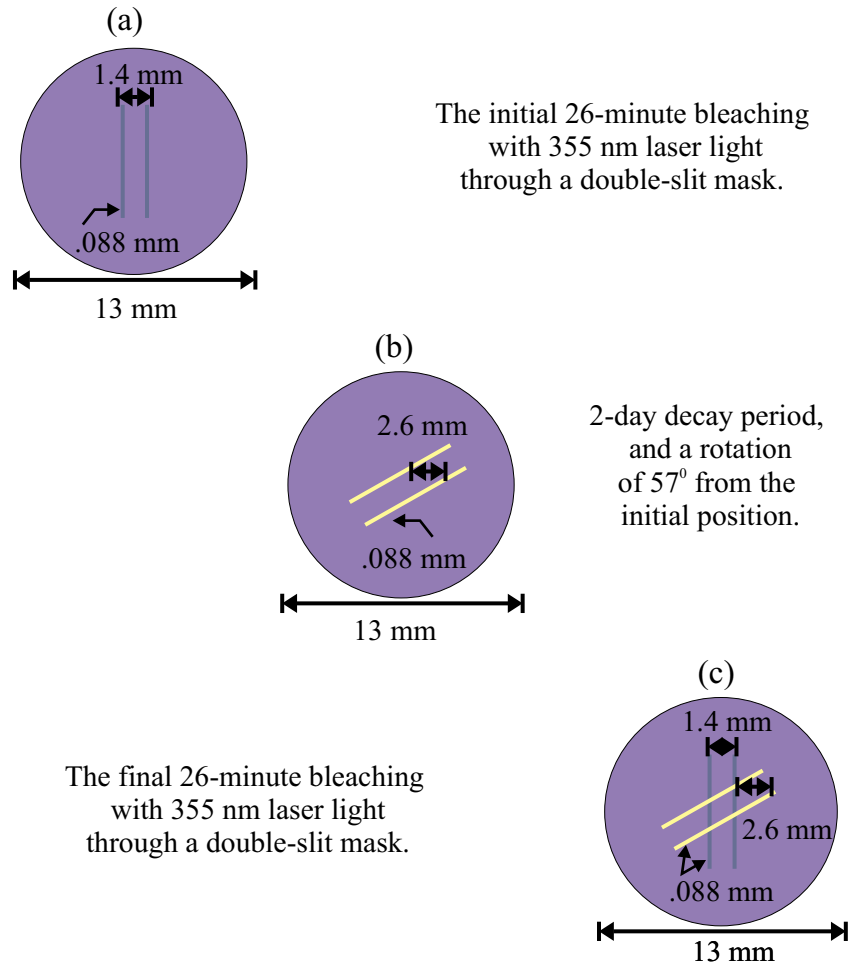 (a)
1.4 mm
.088 mm
13 mm
The initial 26-minute bleaching
with 355 nm laser light
through a double-slit mask.
(b)
2.6 mm
.088 mm
13 mm
2-day decay period,
and a rotation
of 57⁰ from the
initial position.
(c)
1.4 mm
2.6 mm
.088 mm
13 mm
The final 26-minute bleaching
with 355 nm laser light
through a double-slit mask.